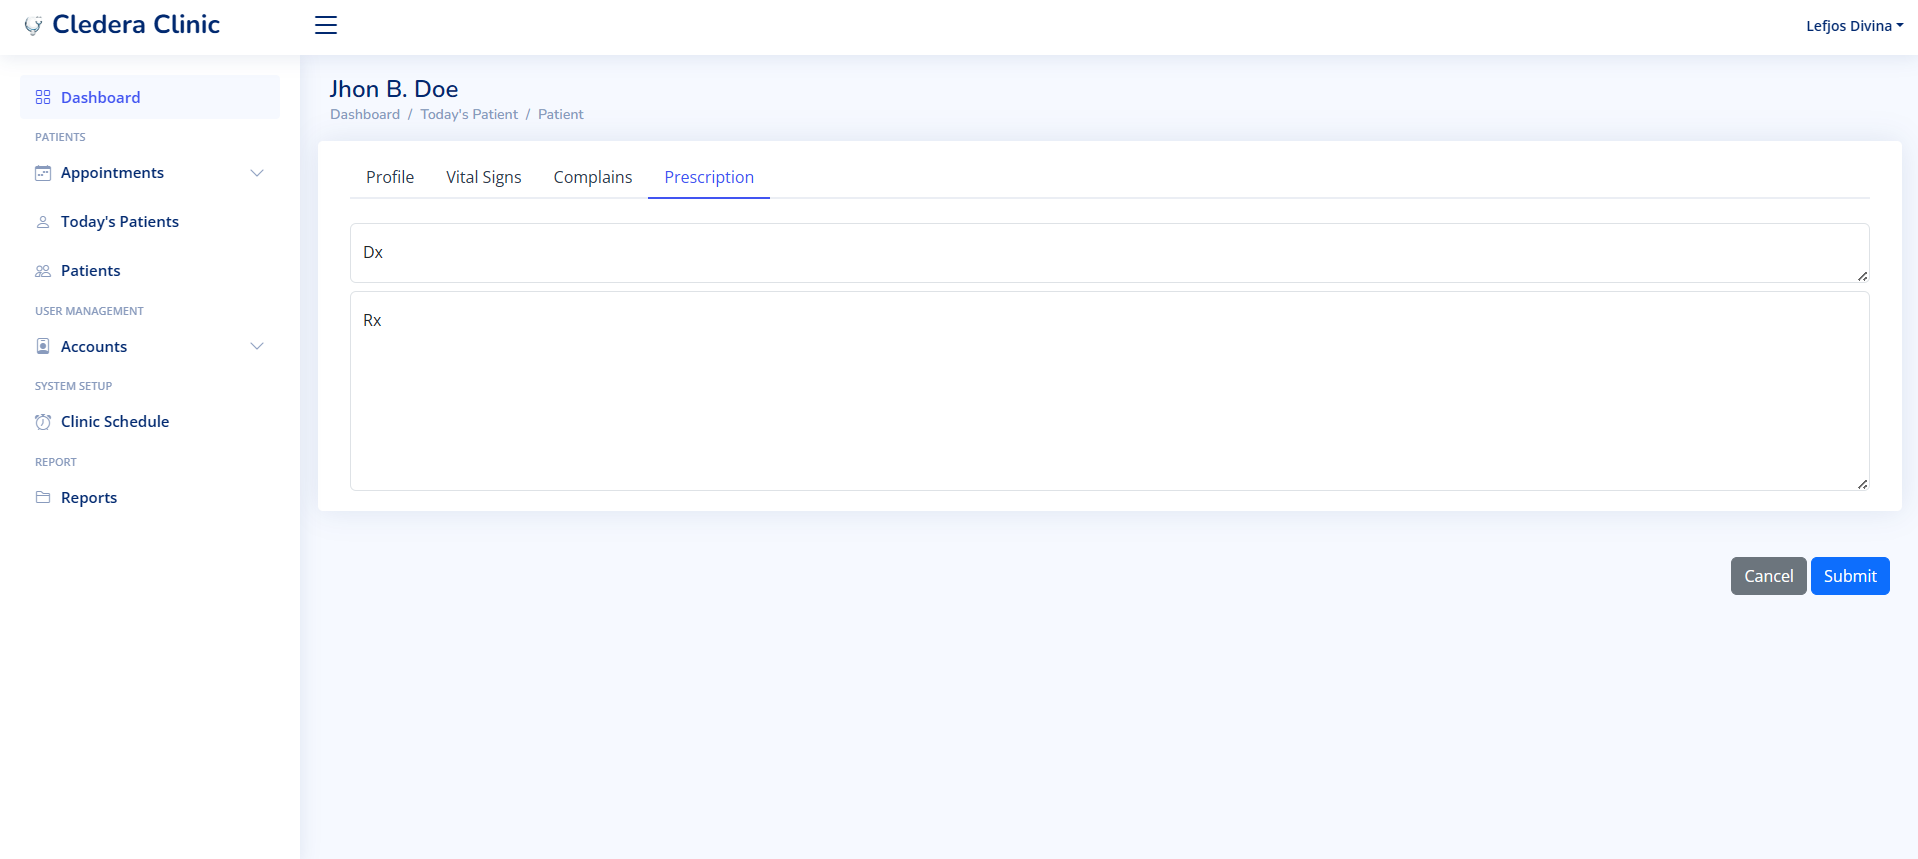 Cledera Clinic
Lefjos Divina
Dashboard
PATIENTS
Appointments
Today's Patients
Patients
USER MANAGEMENT
Accounts
SYSTEM SETUP
Clinic Schedule
REPORT
Reports
Jhon B. Doe
Dashboard / Today's Patient / Patient
Profile Vital Signs Complains Prescription
Dx
Rx
Cancel Submit